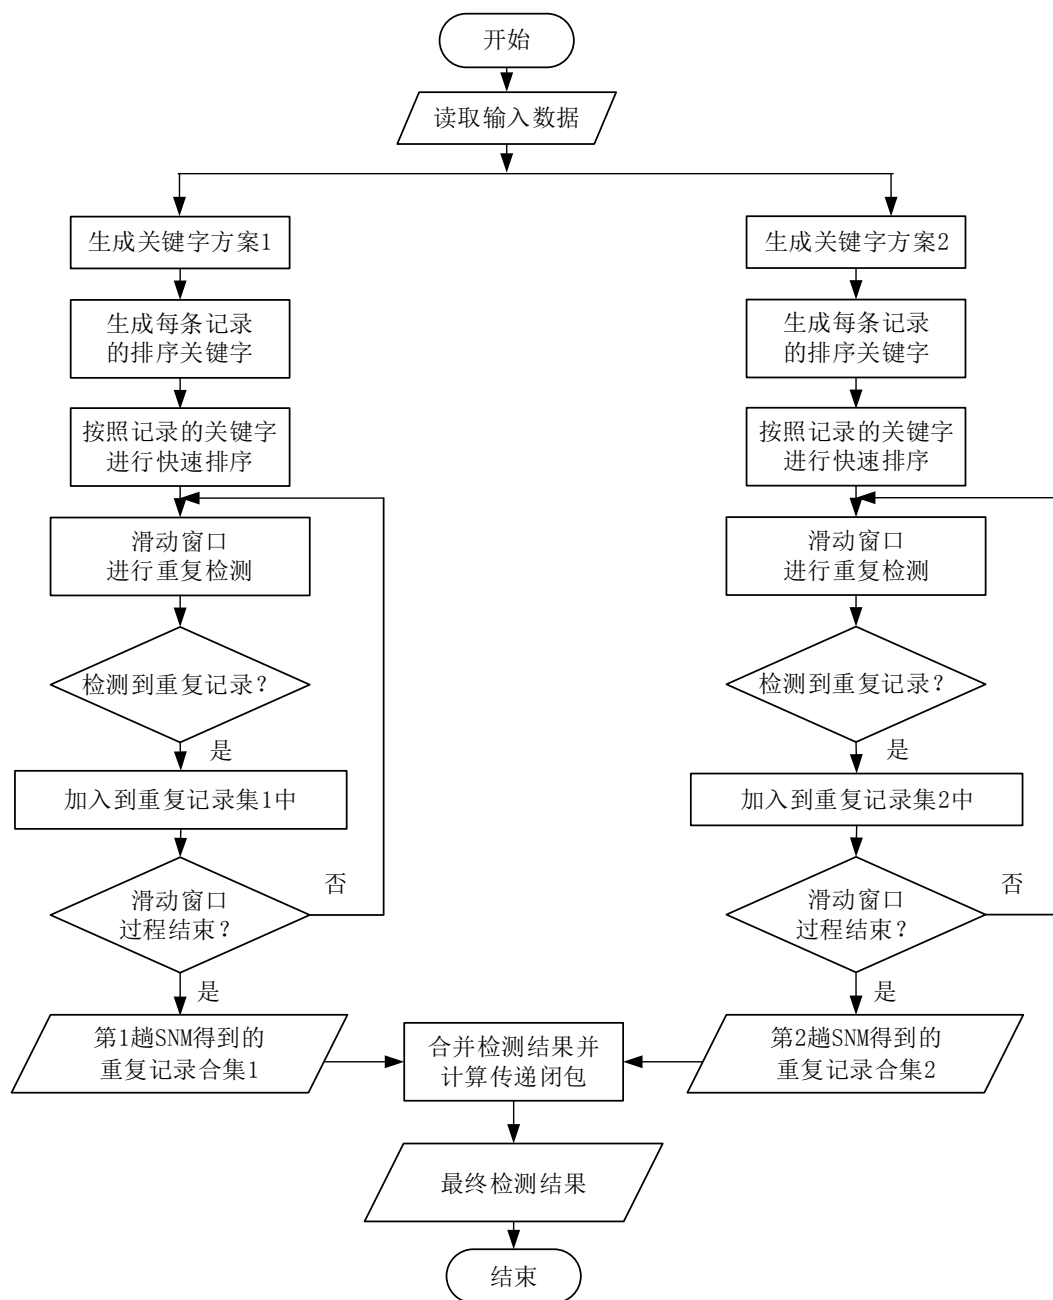 开始
读取输入数据
生成关键字方案1
生成每条记录
的排序关键字
按照记录的关键字
进行快速排序
滑动窗口
进行重复检测
检测到重复记录？
是
加入到重复记录集1中
滑动窗口
过程结束？
否
是
第1趟SNM得到的
重复记录合集1
生成关键字方案2
生成每条记录
的排序关键字
按照记录的关键字
进行快速排序
滑动窗口
进行重复检测
检测到重复记录？
是
加入到重复记录集2中
滑动窗口
过程结束？
否
是
第2趟SNM得到的
重复记录合集2
合并检测结果并
计算传递闭包
最终检测结果
结束